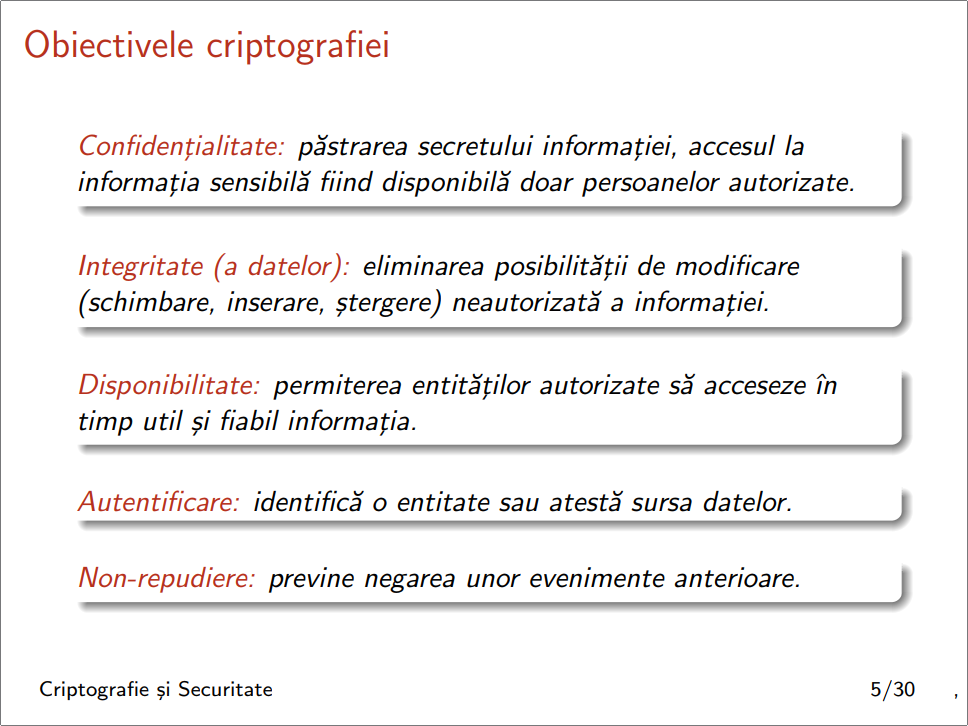 Obiectivele criptografiei
Confidențialitate: păstrarea secretului informației, accesul la
informația sensibilă fiind disponibilă doar persoanelor autorizate.
Integritate (a datelor): eliminarea posibilității de modificare
(schimbare, inserare, ștergere) neautorizată a informației.
Disponibilitate: permiterea entităților autorizate să acceseze în
timp util și fiabil informația.
Autentificare: identifică o entitate sau atestă sursa datelor.
Non-repudiere: previne negarea unor evenimente anterioare.
Criptografie și Securitate 5/30 ,